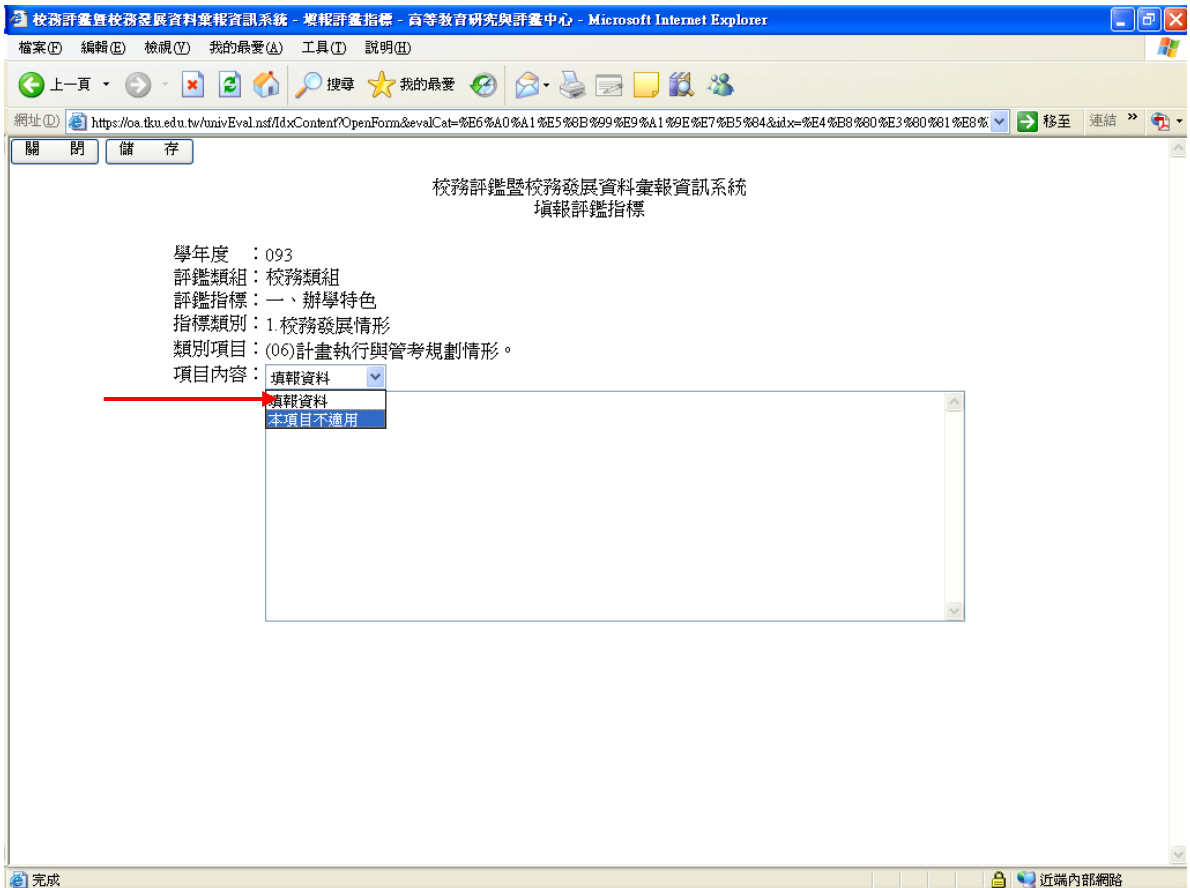 校務評鑑暨校務發展資料彙報資訊系統 - 填報評鑑指標 - 高等教育研究與評鑑中心 - Microsoft Internet Explorer
檔案(F) 編輯(E) 檢視(V) 我的最愛(A) 工具(T) 說明(H)
上一頁 搜尋 我的最愛
網址(D) https://oa.tku.edu.tw/univEval.nsf/IdxContent?OpenForm&evalCat=%E6%A0%A1%E5%8B%99%E9%A1%9E%E7%B5%84&idx=%E4%B8%80%E3%80%81%E8% 移至 連結 »
關 閉 儲 存
校務評鑑暨校務發展資料彙報資訊系統
填報評鑑指標
學年度 ：093
評鑑類組：校務類組
評鑑指標：一、辦學特色
指標類別：1.校務發展情形
類別項目：(06)計畫執行與管考規劃情形。
項目內容：填報資料
填報資料
本項目不適用
完成 近端內部網路